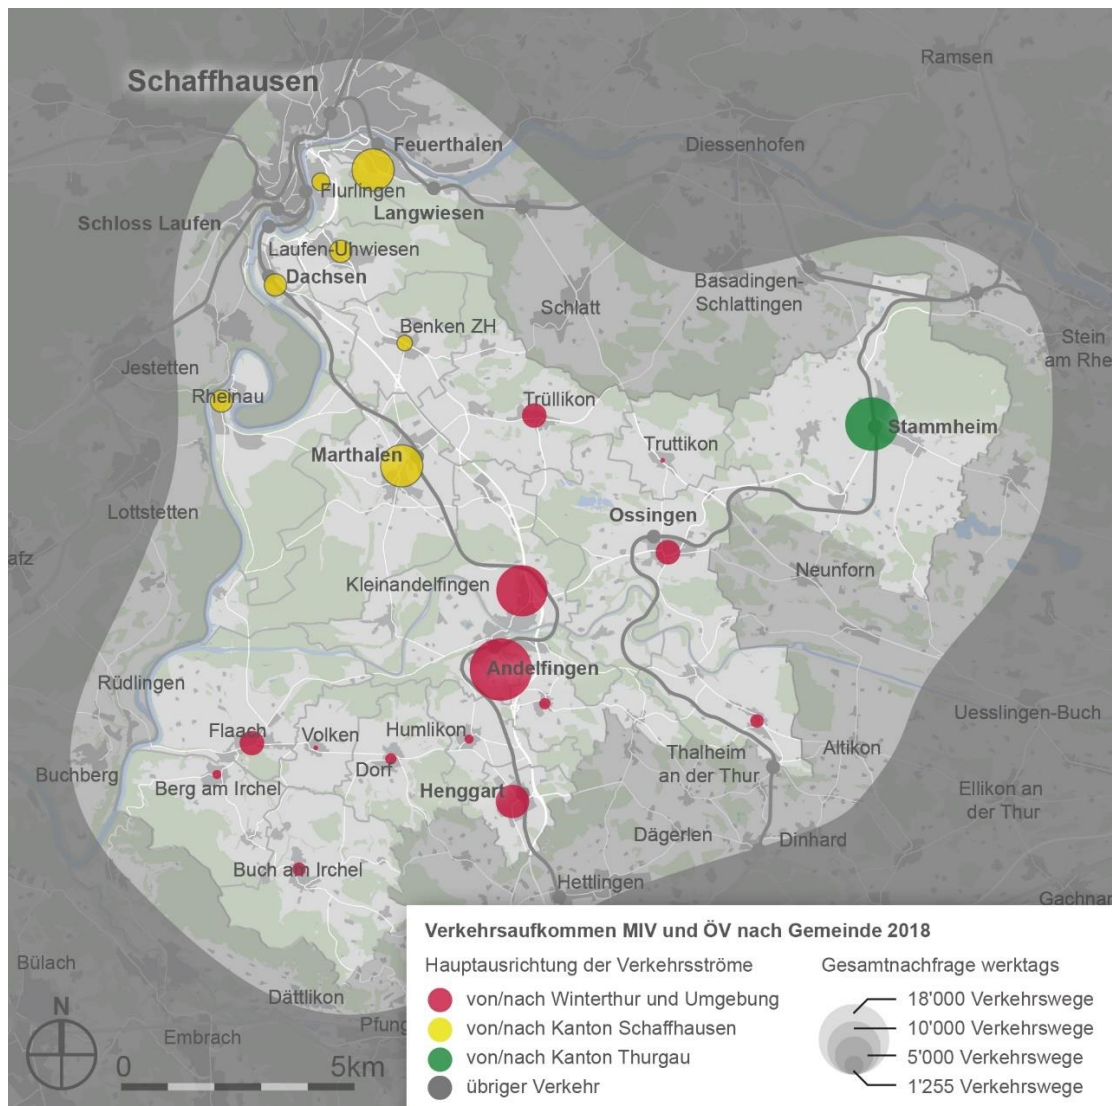 Ramsen
Schaffhausen
Feuerthalen
Diessenhofen
Flurlingen
Langwiesen
Schloss Laufen
Laufen-Uhwiesen
Dachsen
Basadingen-
Schlattingen
Schlatt
Benken ZH
Stein
am Rhe
Jestetten
Rheinau
Trüllikon
Stammheim
Truttikon
Marthalen
Lottstetten
Ossingen
afz
Neunforn
Kleinandelfingen
Andelfingen
Rüdlingen
Uesslingen-Buch
Flaach
Volken
Humlikon
Altikon
Thalheim
an der Thur
Buchberg
Dorf
Berg am Irchel
Henggart
Ellikon an
der Thur
Dägerlen
Dinhard
Buch am Irchel
Hettlingen
Gachnar
Bülach
Dättlikon
Pfung
Embrach
N
0
5km
Verkehrsaufkommen MIV und ÖV nach Gemeinde 2018
Hauptausrichtung der Verkehrsströme
von/nach Winterthur und Umgebung
von/nach Kanton Schaffhausen
von/nach Kanton Thurgau
übriger Verkehr
Gesamtnachfrage werktags
18'000 Verkehrswege
10'000 Verkehrswege
5'000 Verkehrswege
1'255 Verkehrswege